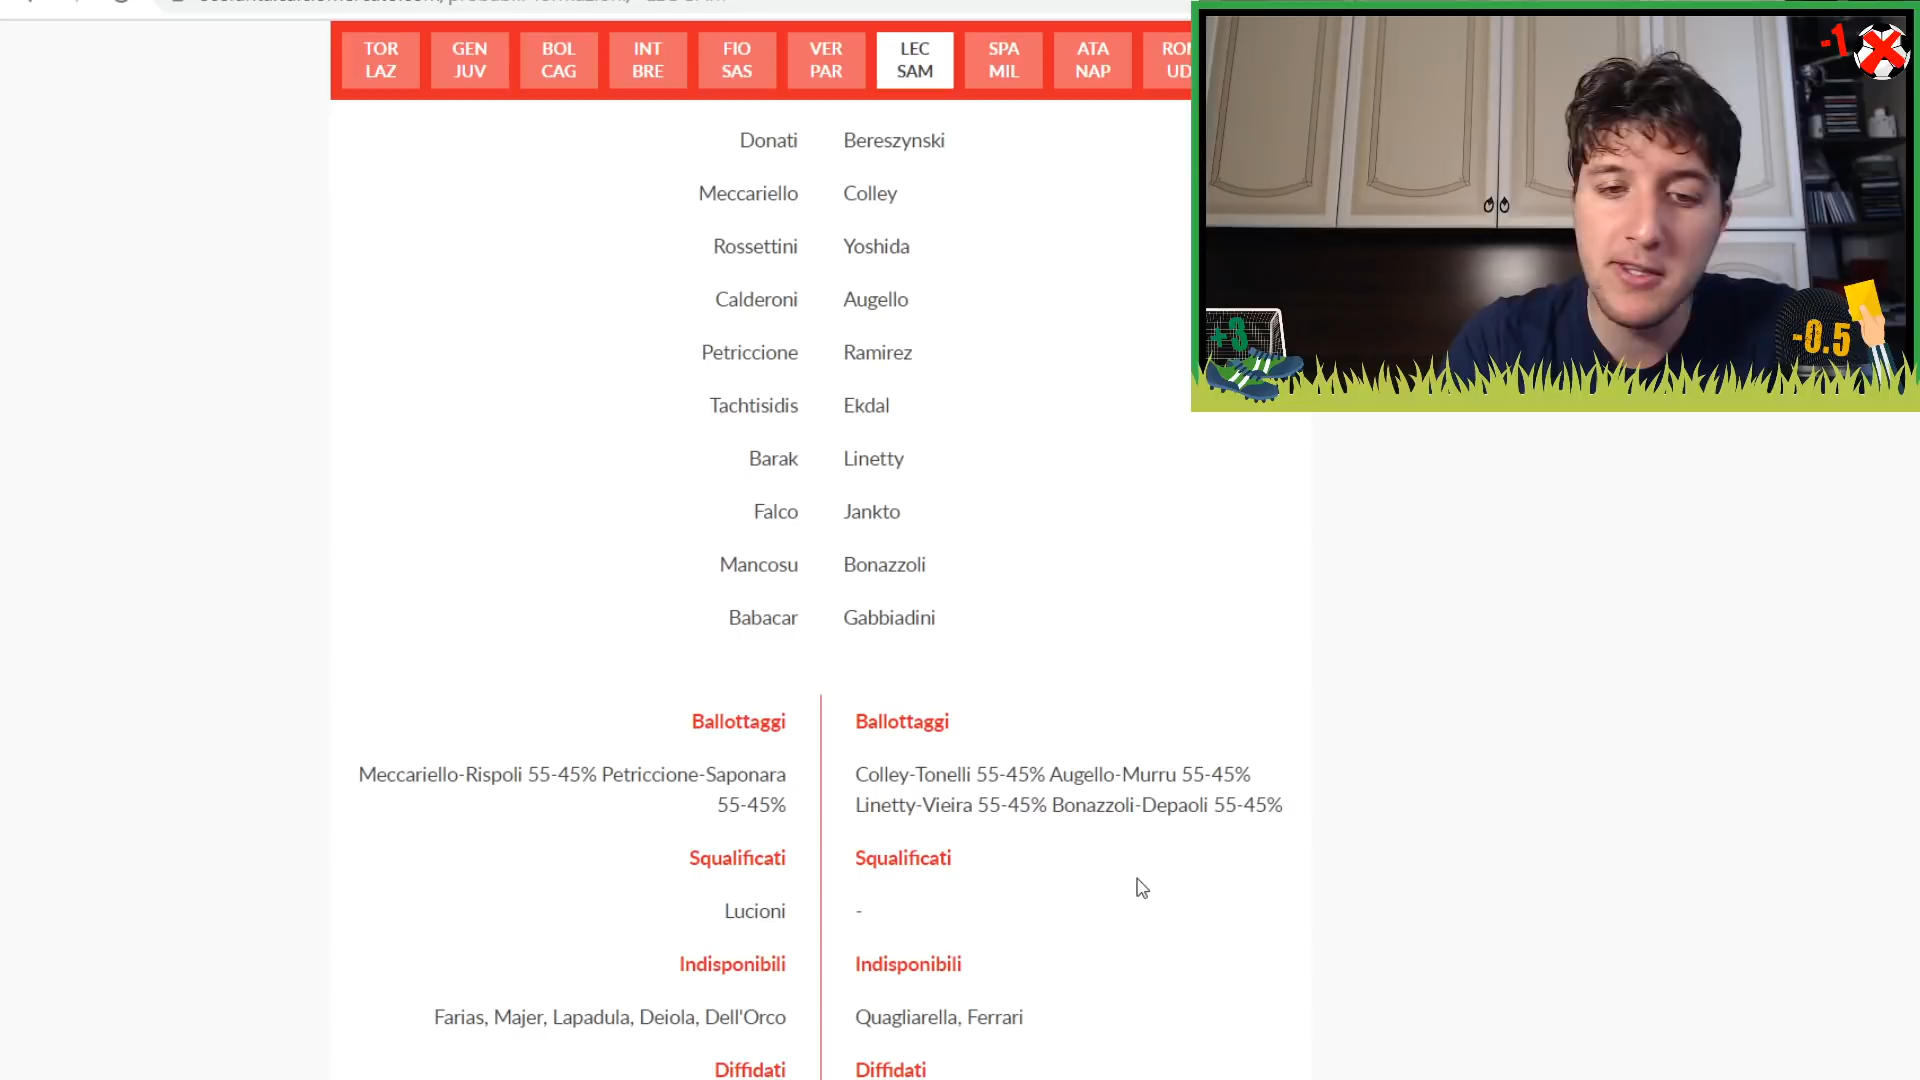 TOR LAZ
GEN JUV
BOL CAG
INT BRE
FIO SAS
VER PAR
LEC SAM
SPA MIL
ATA NAP
-1
+3
-0.5
Donati Bereszynski
Meccariello Colley
Rossettini Yoshida
Calderoni Augello
Petriccione Ramirez
Tachtisidis Ekdal
Barak Linetty
Falco Jankto
Mancosu Bonazzoli
Babacar Gabbiadini
Ballottaggi Ballottaggi
Meccariello-Rispoli 55-45% Petriccione-Saponara
55-45%
Colley-Tonelli 55-45% Augello-Murru 55-45%
Linetty-Vieira 55-45% Bonazzoli-Depaoli 55-45%
Squalificati Squalificati
Lucioni -
Indisponibili Indisponibili
Farias, Majer, Lapadula, Deiola, Dell'Orco Quagliarella, Ferrari
Diffidati Diffidati